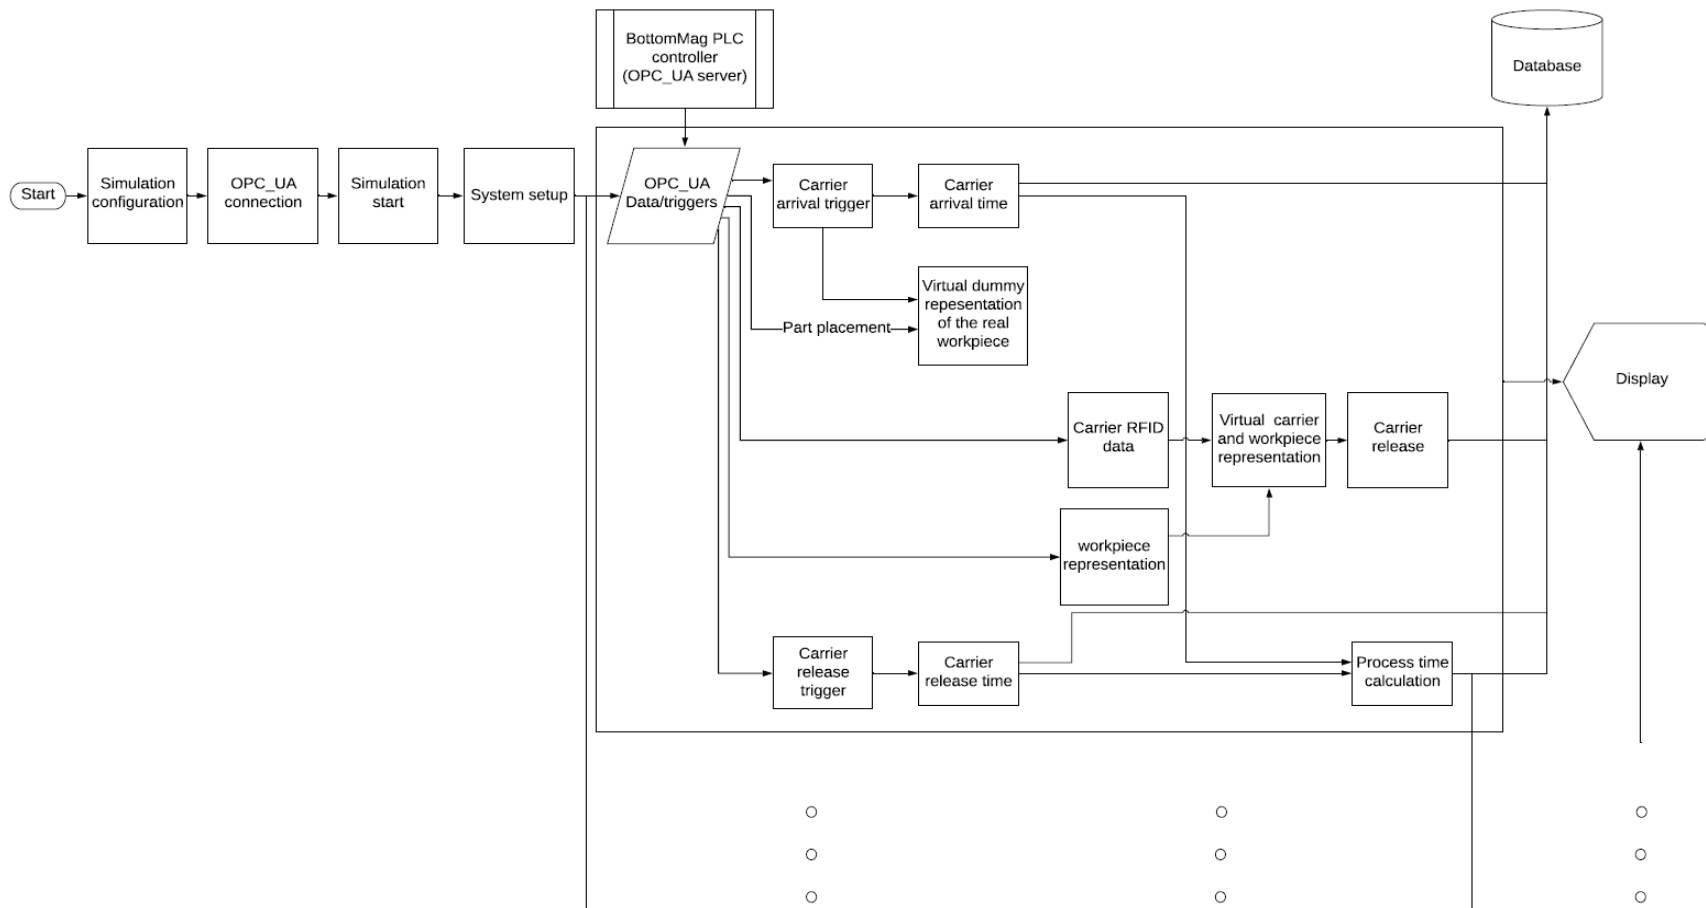 BottomMag PLC
controller
(OPC_UA server)
Database
Start
Simulation
configuration
OPC_UA
connection
Simulation
start
System setup
OPC_UA
Data/triggers
Carrier
arrival trigger
Carrier
arrival time
Virtual dummy
repesentation
of the real
workpiece
Part placement
Display
Carrier RFID
data
Virtual carrier
and workpiece
representation
Carrier
release
workpiece
representation
Carrier
release
trigger
Carrier
release time
Process time
calculation